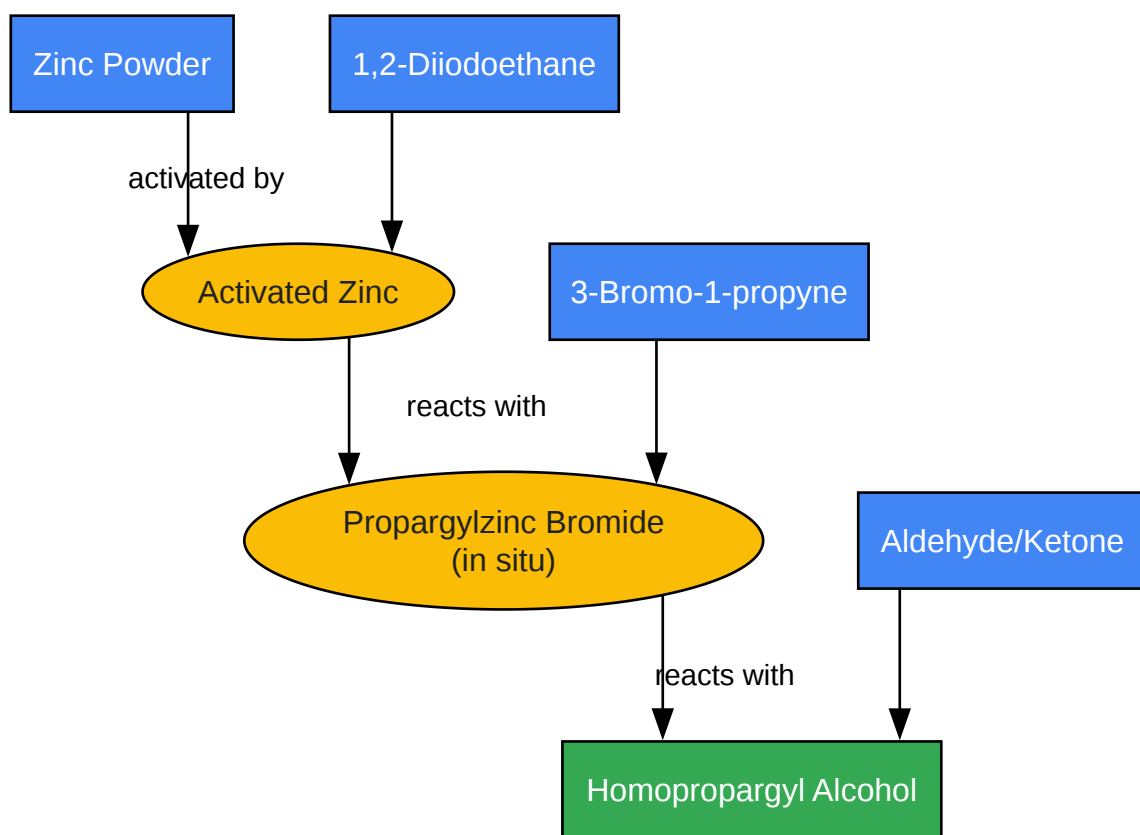 Zinc Powder
1,2-Diiodoethane
activated by
Activated Zinc
3-Bromo-1-propyne
reacts with
Propargylzinc Bromide
(in situ)
Aldehyde/Ketone
reacts with
Homopropargyl Alcohol